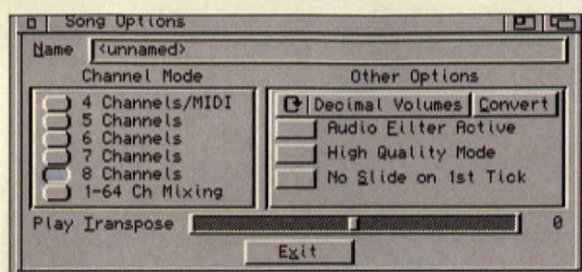 Song Options
Name <unnamed>
Channel Mode
4 Channels/MIDI
5 Channels
6 Channels
7 Channels
8 Channels
1-64 Ch Mixing
Other Options
Decimal Volumes Convert
Audio Filter Active
High Quality Mode
No Slide on 1st Tick
Play Transpose 0
Exit